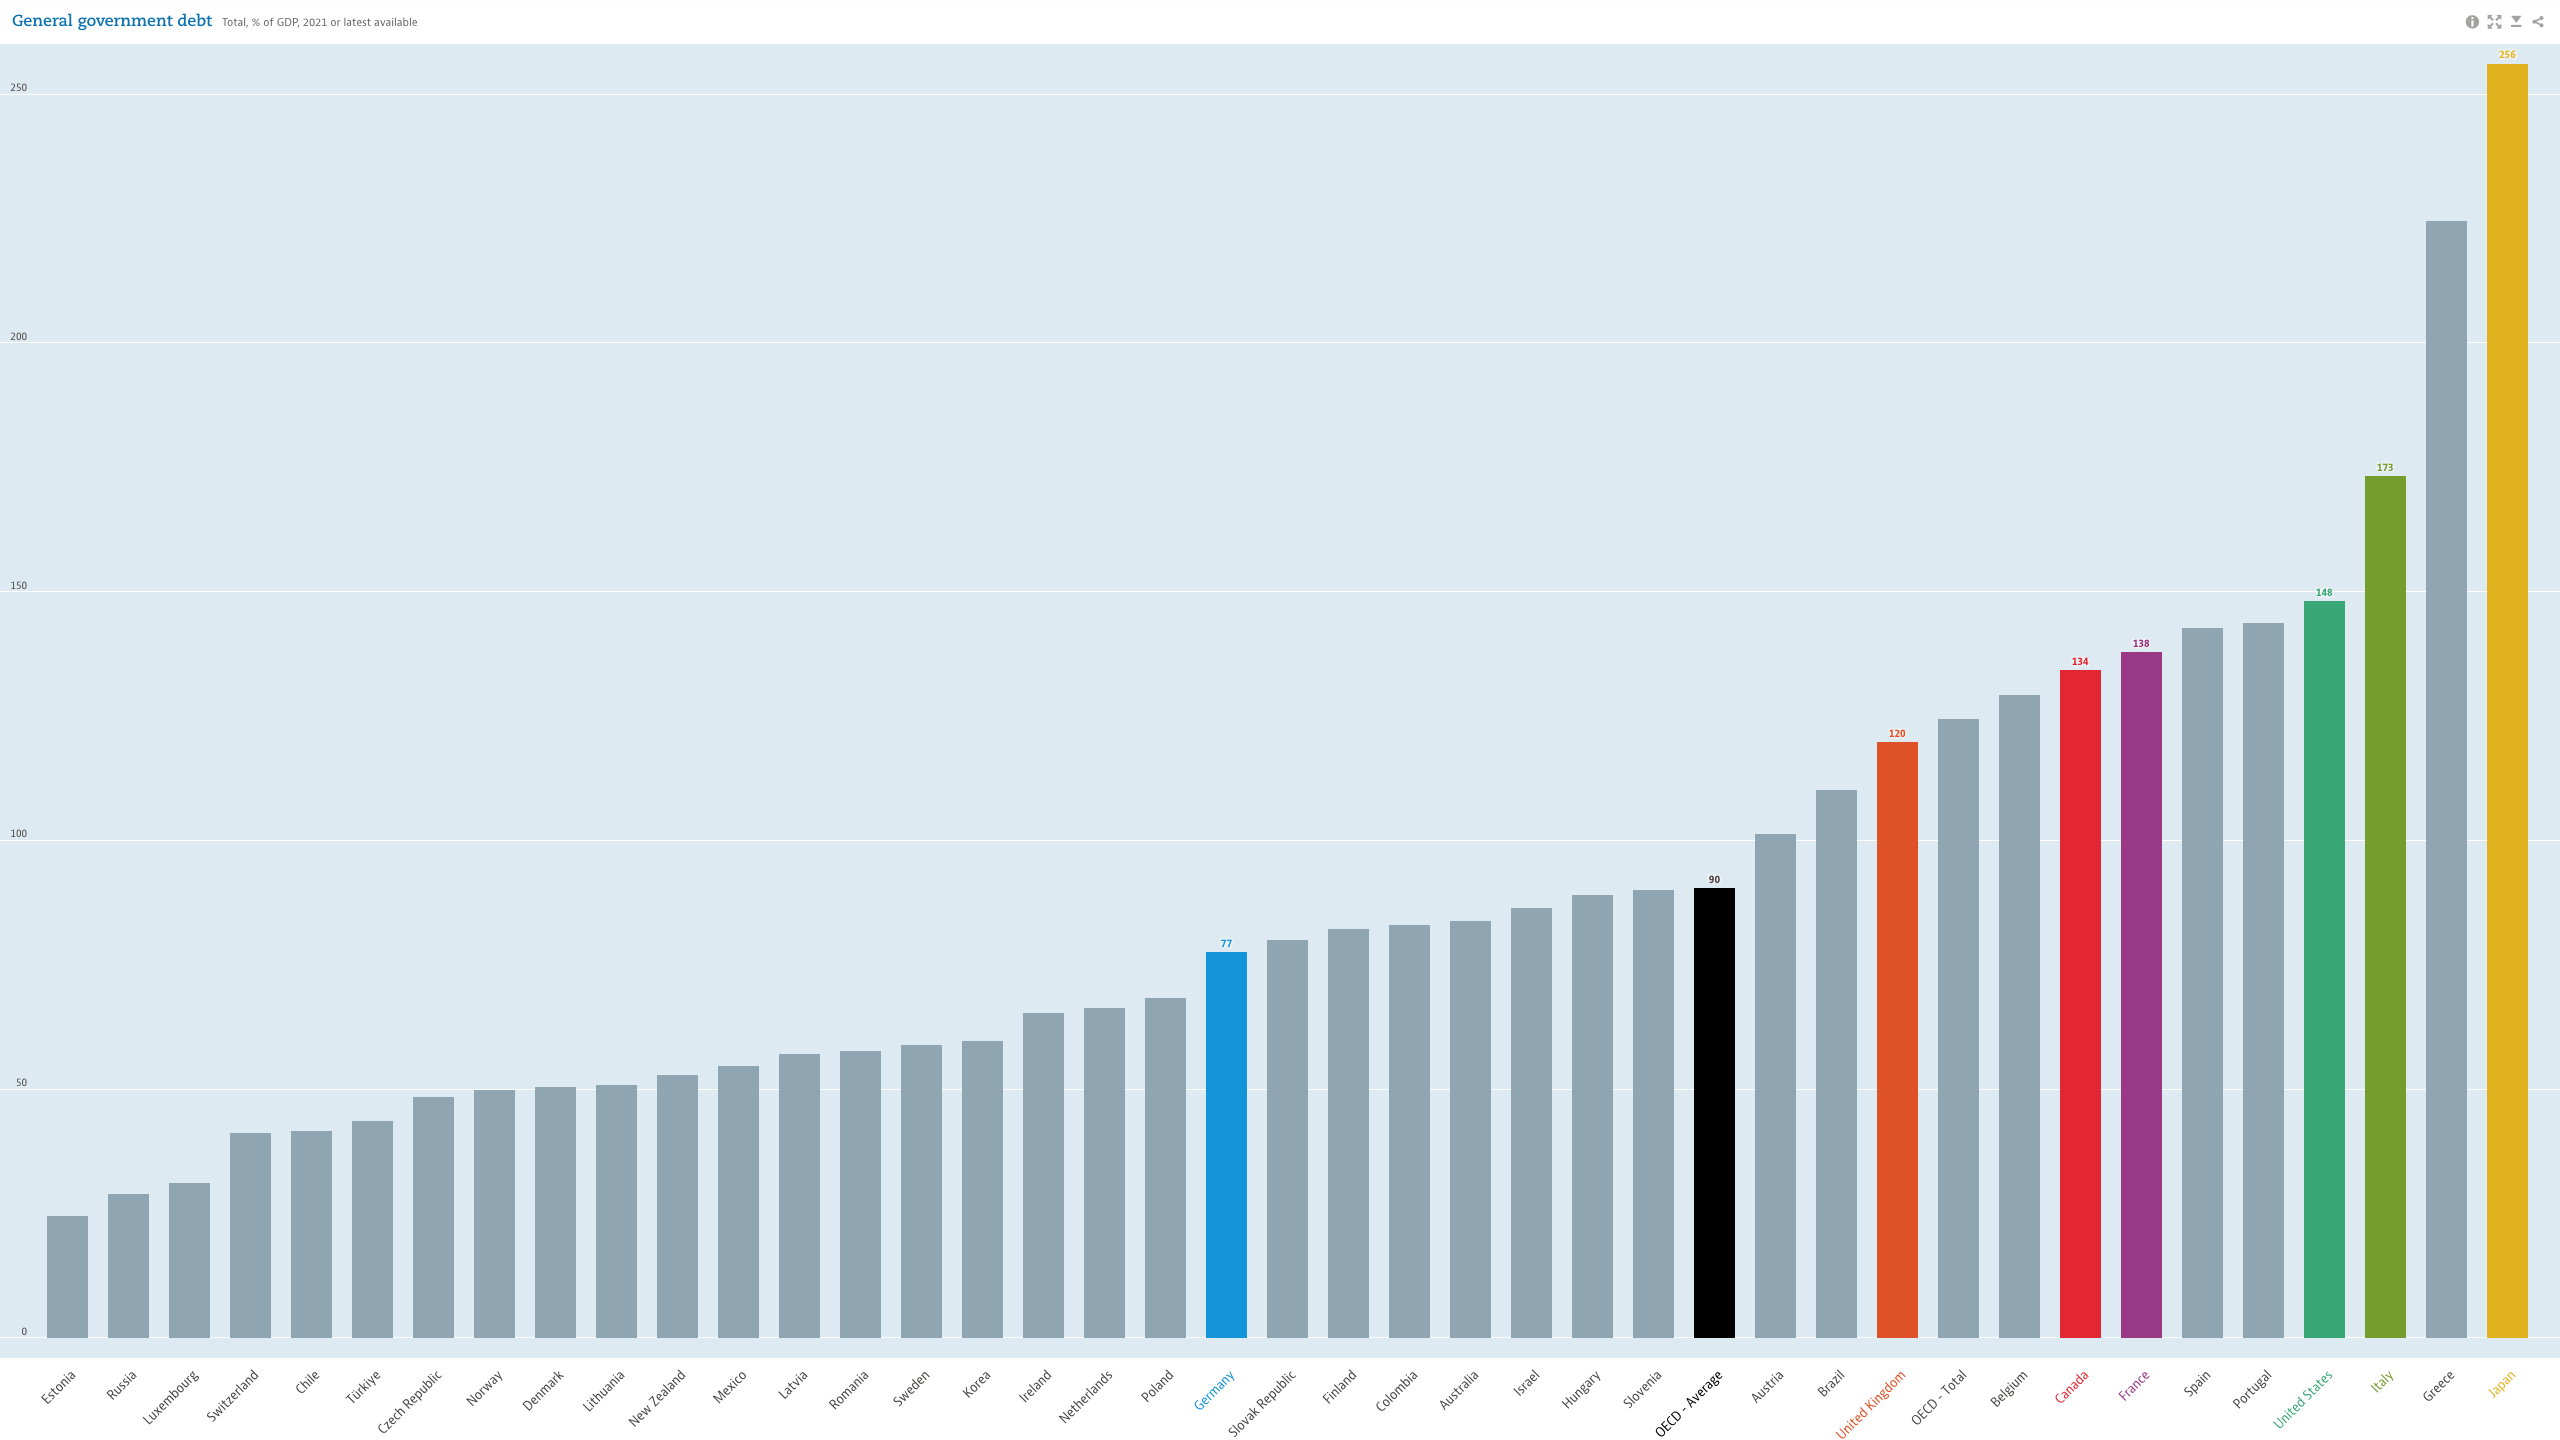 General government debt Total, % of GDP, 2021 or latest available
256
250
200
173
150
148
138
134
120
100
90
77
50
0
Estonia
Russia
Luxembourg
Switzerland
Chile
Türkiye
Czech Republic
Norway
Denmark
Lithuania
New Zealand
Mexico
Latvia
Romania
Sweden
Korea
Ireland
Netherlands
Poland
Germany
Slovak Republic
Finland
Colombia
Australia
Israel
Hungary
Slovenia
OECD - Average
Austria
Brazil
United Kingdom
OECD - Total
Belgium
Canada
France
Spain
Portugal
United States
Italy
Greece
Japan